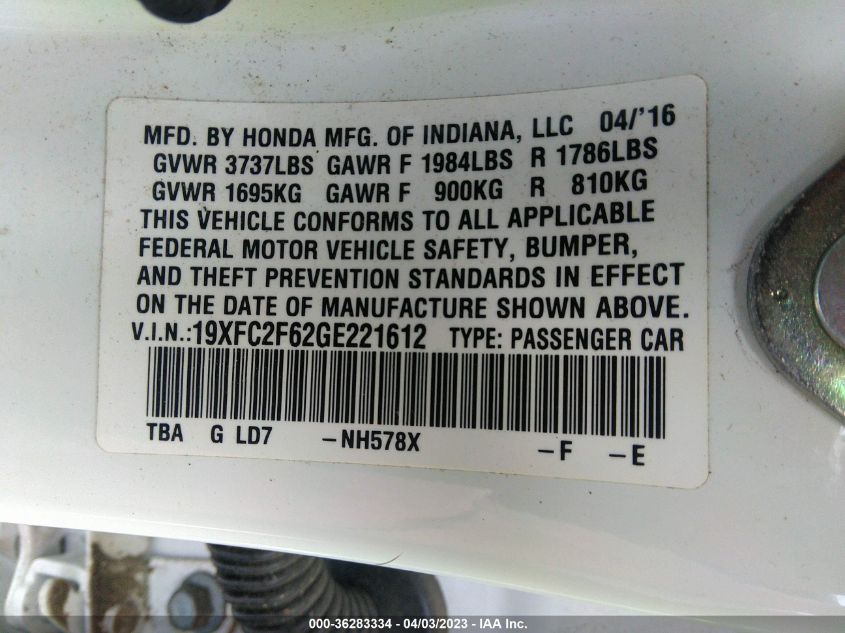 MFD. BY HONDA MFG. OF INDIANA, LLC 04/'16
GVWR 3737LBS GAWR F 1984LBS R 1786LBS
GVWR 1695KG GAWR F 900KG R 810KG
THIS VEHICLE CONFORMS TO ALL APPLICABLE
FEDERAL MOTOR VEHICLE SAFETY, BUMPER,
AND THEFT PREVENTION STANDARDS IN EFFECT
ON THE DATE OF MANUFACTURE SHOWN ABOVE.
V.I.N.:19XFC2F62GE221612 TYPE: PASSENGER CAR
TBA G LD7 -NH578X -F -E
000-36283334 - 04/03/2023 - IAA Inc.